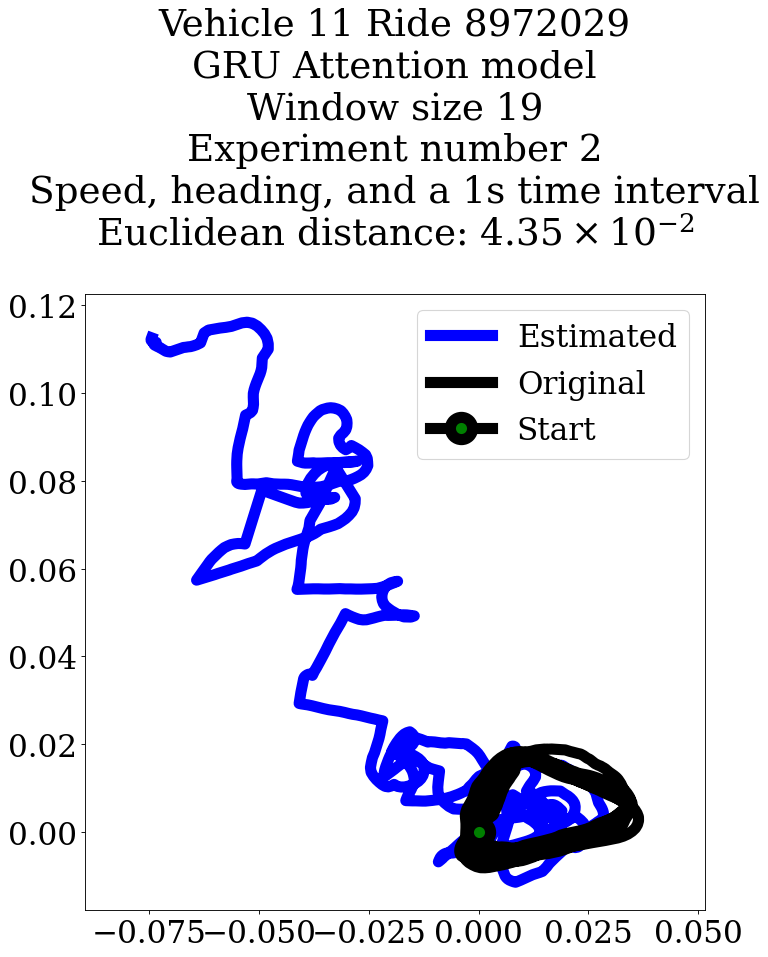 Vehicle 11 Ride 8972029
GRU Attention model
Window size 19
Experiment number 2
Speed, heading, and a 1s time interval
Euclidean distance: 4.35 × 10⁻²
0.12
0.10
0.08
0.06
0.04
0.02
0.00
Estimated
Original
Start
−0.075 −0.050 −0.025 0.000 0.025 0.050